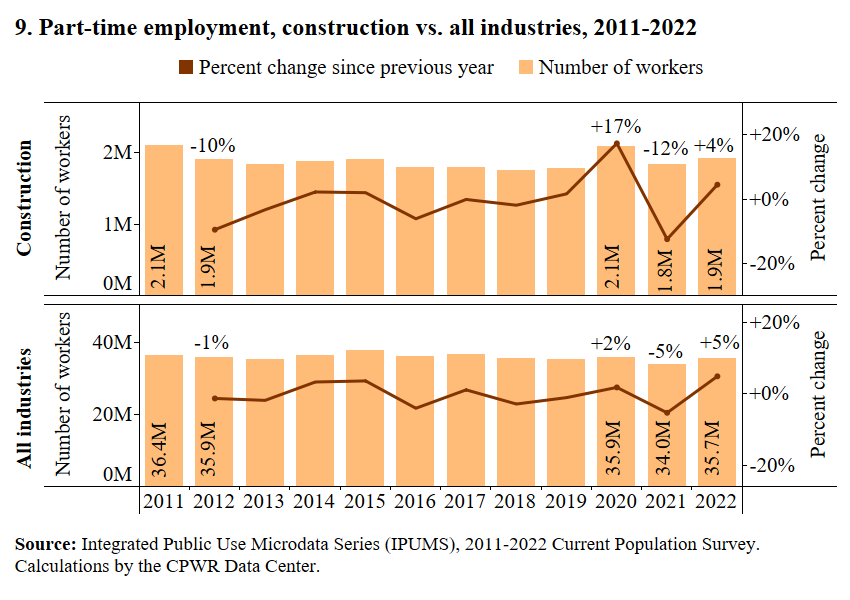 9. Part-time employment, construction vs. all industries, 2011-2022
Percent change since previous year
Number of workers
Construction
Number of workers
2M
1M
0M
-10%
+17%
-12%
+4%
2.1M
1.9M
2.1M
1.8M
1.9M
+20%
+0%
-20%
Percent change
All industries
Number of workers
40M
20M
0M
-1%
+2%
-5%
+5%
36.4M
35.9M
35.9M
34.0M
35.7M
+20%
+0%
-20%
Percent change
2011 2012 2013 2014 2015 2016 2017 2018 2019 2020 2021 2022
Source: Integrated Public Use Microdata Series (IPUMS), 2011-2022 Current Population Survey.
Calculations by the CPWR Data Center.